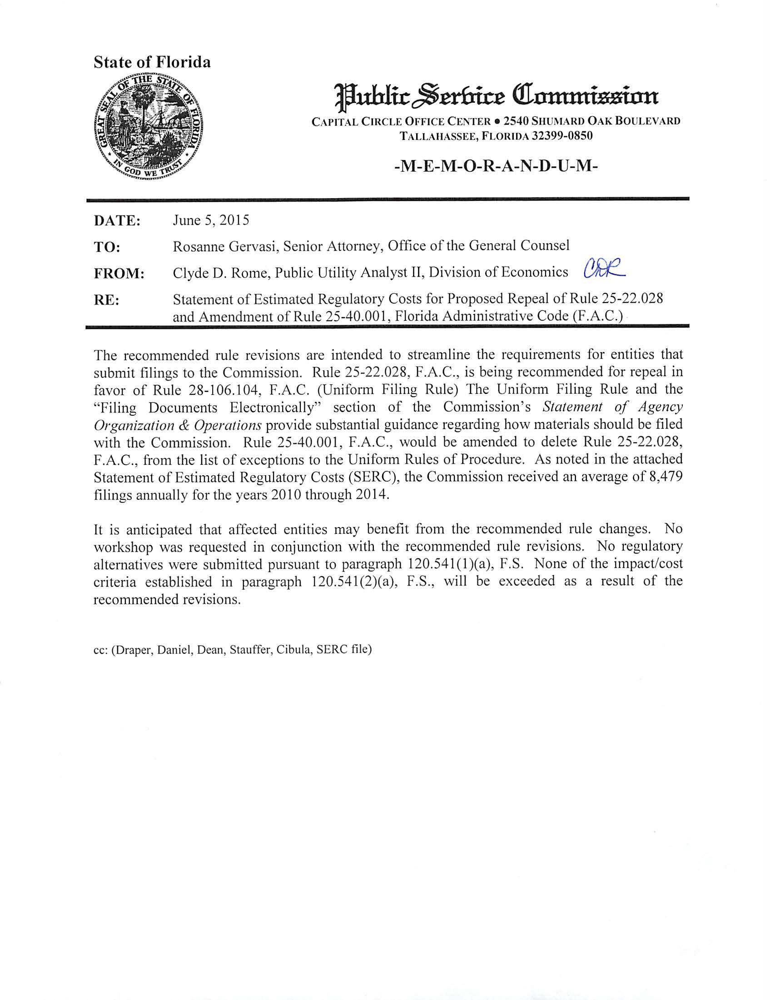 State of Florida
GREAT SEAL OF THE STATE OF FLORIDA
IN GOD WE TRUST
Public Service Commission
CAPITAL CIRCLE OFFICE CENTER ● 2540 SHUMARD OAK BOULEVARD
TALLAHASSEE, FLORIDA 32399-0850
-M-E-M-O-R-A-N-D-U-M-
DATE: June 5, 2015
TO: Rosanne Gervasi, Senior Attorney, Office of the General Counsel
FROM: Clyde D. Rome, Public Utility Analyst II, Division of Economics CDR
RE: Statement of Estimated Regulatory Costs for Proposed Repeal of Rule 25-22.028
and Amendment of Rule 25-40.001, Florida Administrative Code (F.A.C.)
The recommended rule revisions are intended to streamline the requirements for entities that
submit filings to the Commission. Rule 25-22.028, F.A.C., is being recommended for repeal in
favor of Rule 28-106.104, F.A.C. (Uniform Filing Rule) The Uniform Filing Rule and the
“Filing Documents Electronically” section of the Commission’s Statement of Agency
Organization & Operations provide substantial guidance regarding how materials should be filed
with the Commission. Rule 25-40.001, F.A.C., would be amended to delete Rule 25-22.028,
F.A.C., from the list of exceptions to the Uniform Rules of Procedure. As noted in the attached
Statement of Estimated Regulatory Costs (SERC), the Commission received an average of 8,479
filings annually for the years 2010 through 2014.
It is anticipated that affected entities may benefit from the recommended rule changes. No
workshop was requested in conjunction with the recommended rule revisions. No regulatory
alternatives were submitted pursuant to paragraph 120.541(1)(a), F.S. None of the impact/cost
criteria established in paragraph 120.541(2)(a), F.S., will be exceeded as a result of the
recommended revisions.
cc: (Draper, Daniel, Dean, Stauffer, Cibula, SERC file)